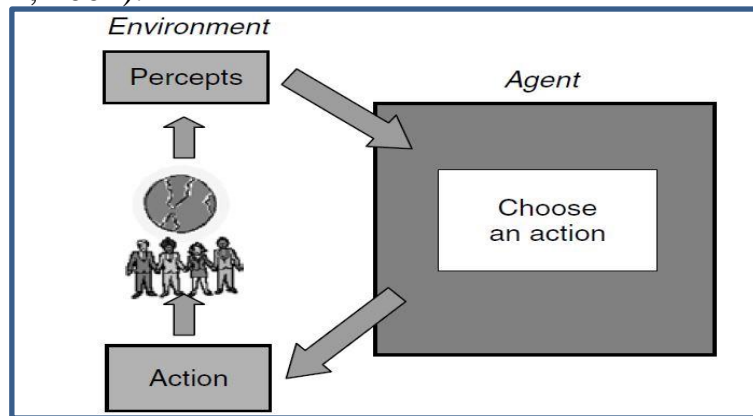 Environment
Percepts
Agent
Choose
an action
Action